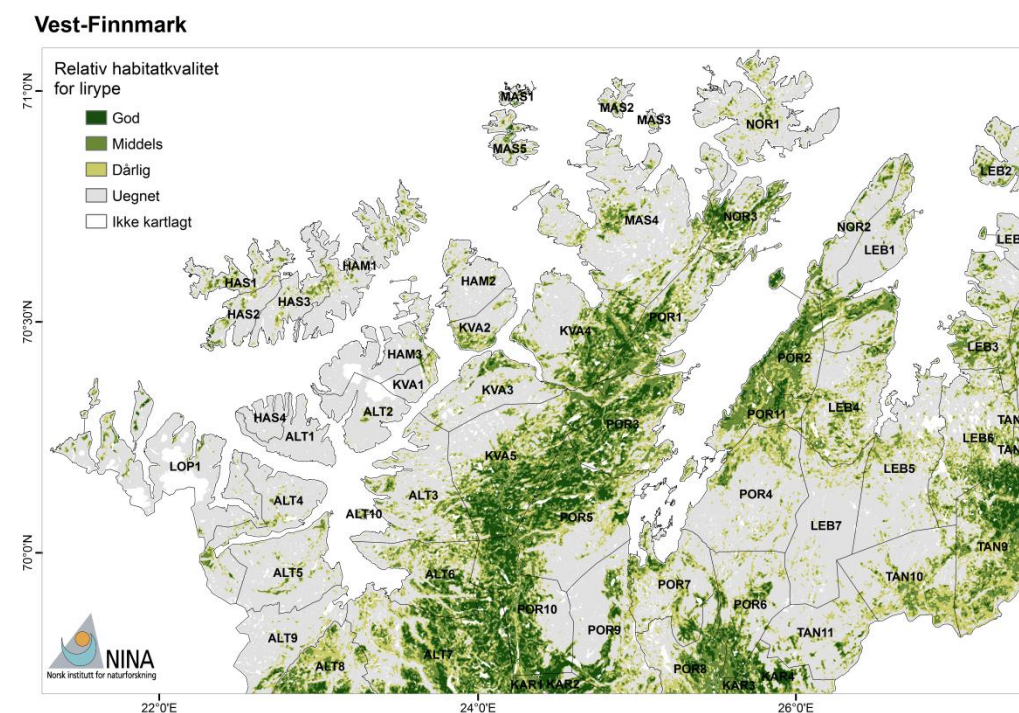 Vest-Finnmark
Relativ habitatkvalitet
for lirype
God
Middels
Dårlig
Uegnet
Ikke kartlagt
71°0'N
70°30'N
70°0'N
22°0'E
24°0'E
26°0'E
MAS1
MAS2
MAS3
NOR1
MAS5
LEB2
MAS4
NOR3
NOR2
LEB1
LEB
HAM1
HAS1
HAS3
HAS2
HAM2
KVA2
KVA4
POR1
HAM3
KVA1
POR2
LEB3
KVA3
ALT2
HAS4
ALT1
POR11
LEB4
POR3
TAN
LEB6
TAN
KVA5
LOP1
LEB5
ALT3
POR4
ALT4
ALT10
POR5
LEB7
TAN9
ALT5
ALT6
POR7
TAN10
POR10
POR6
POR9
TAN11
ALT9
ALT8
ALT7
POR8
KAR1
KAR2
KAR3
KAR4
NINA
Norsk institutt for naturforskning